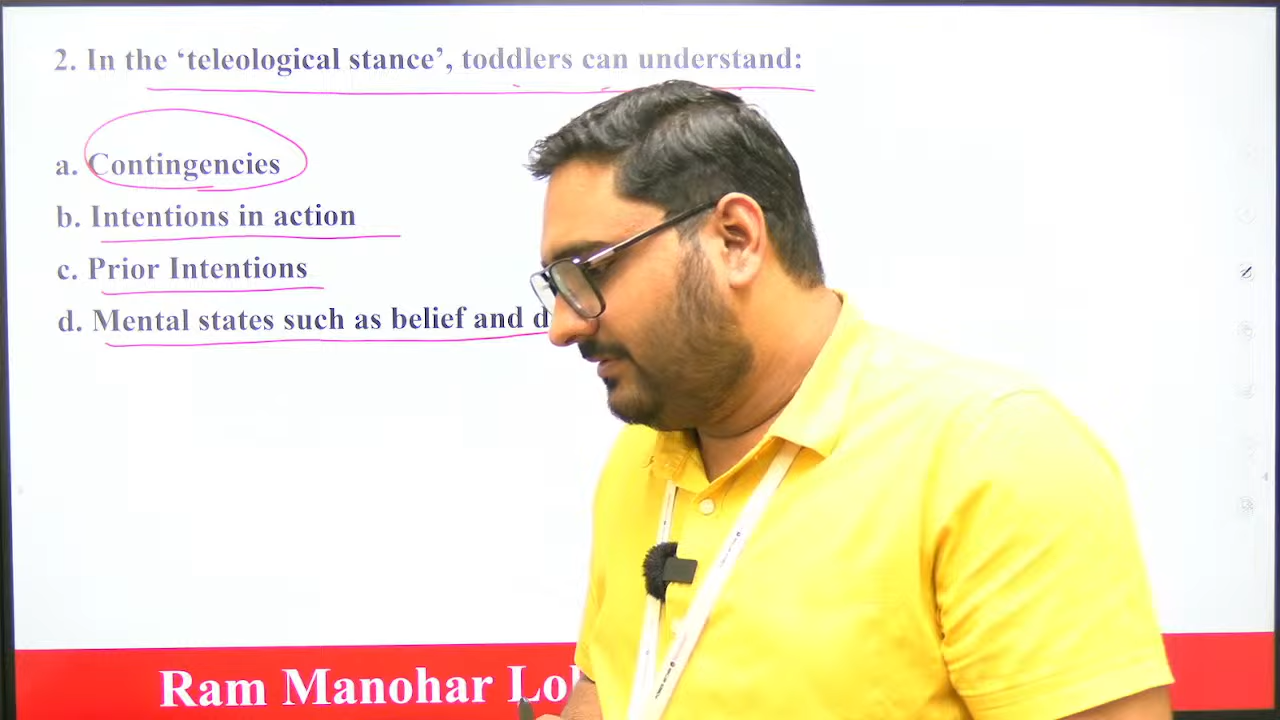 2. In the ‘teleological stance’, toddlers can understand:
a. Contingencies
b. Intentions in action
c. Prior Intentions
d. Mental states such as belief and
Ram Manohar